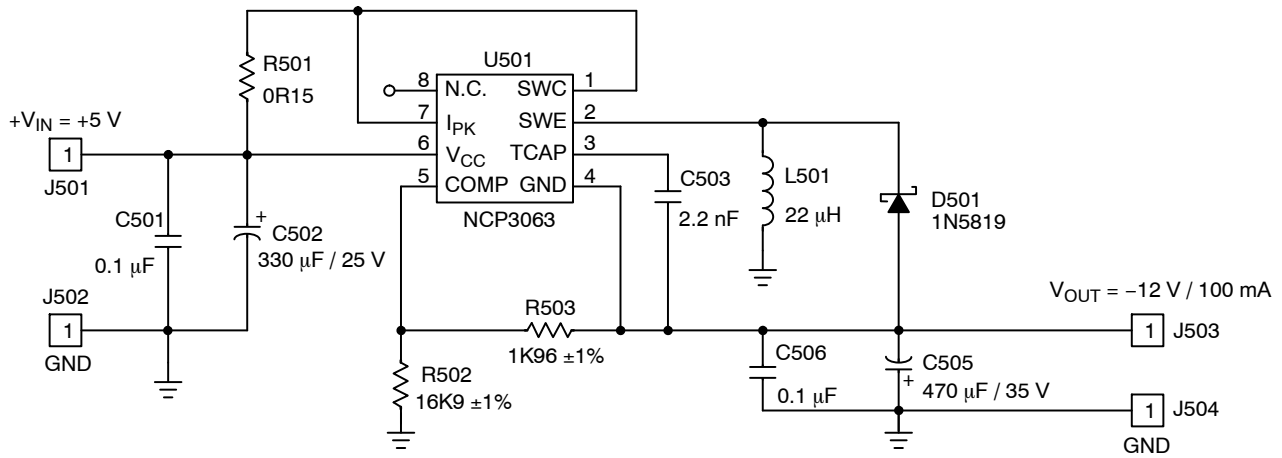 R501
0R15
U501
8 N.C. SWC 1
7 IPK SWE 2
6 VCC TCAP 3
5 COMP GND 4
NCP3063
+VIN = +5 V
1
J501
C501
0.1 μF
+
C502
330 μF / 25 V
J502
1
GND
C503
2.2 nF
L501
22 μH
D501
1N5819
R503
1K96 ±1%
R502
16K9 ±1%
VOUT = −12 V / 100 mA
1 J503
C506
0.1 μF
C505
+
470 μF / 35 V
1 J504
GND